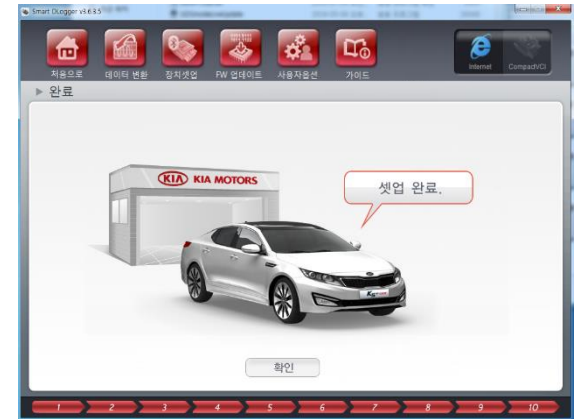 Smart DLogger v3.6.3.5
처음으로
데이터 변환
장치셋업
FW 업데이트
사용자옵션
가이드
Internet
CompactVCI
▶ 완료
KIA KIA MOTORS
셋업 완료.
확인
1 2 3 4 5 6 7 8 9 10